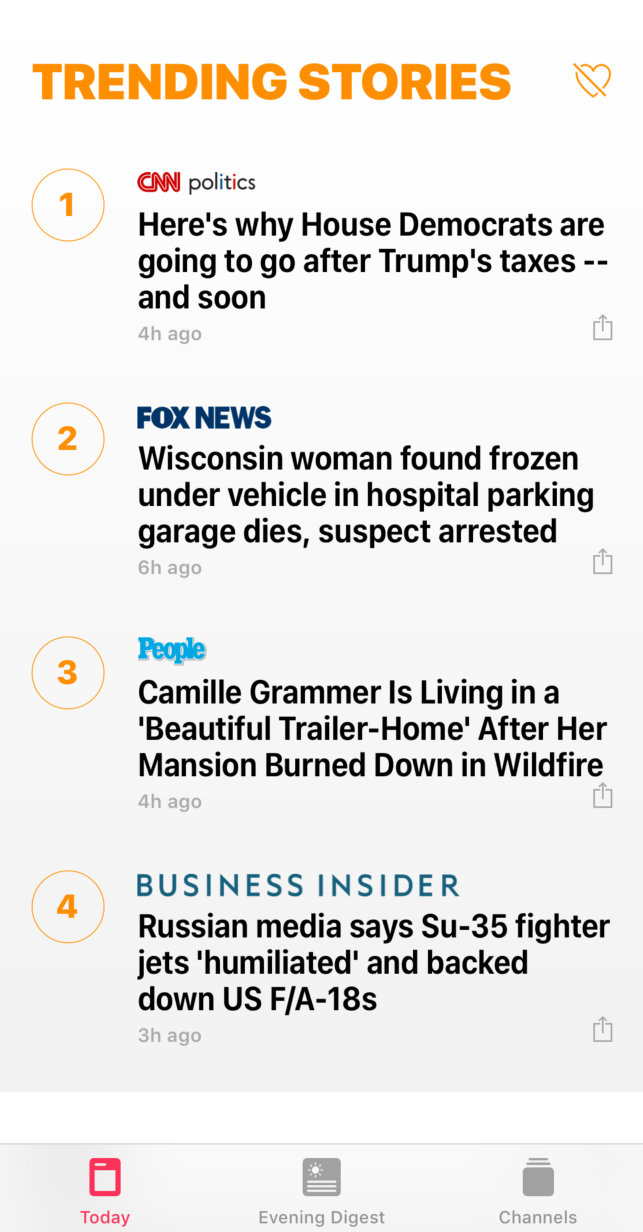 TRENDING STORIES
1
CNN politics
Here's why House Democrats are
going to go after Trump's taxes --
and soon
4h ago
2
FOX NEWS
Wisconsin woman found frozen
under vehicle in hospital parking
garage dies, suspect arrested
6h ago
3
People
Camille Grammer Is Living in a
'Beautiful Trailer-Home' After Her
Mansion Burned Down in Wildfire
4h ago
4
BUSINESS INSIDER
Russian media says Su-35 fighter
jets 'humiliated' and backed
down US F/A-18s
3h ago
Today Evening Digest Channels